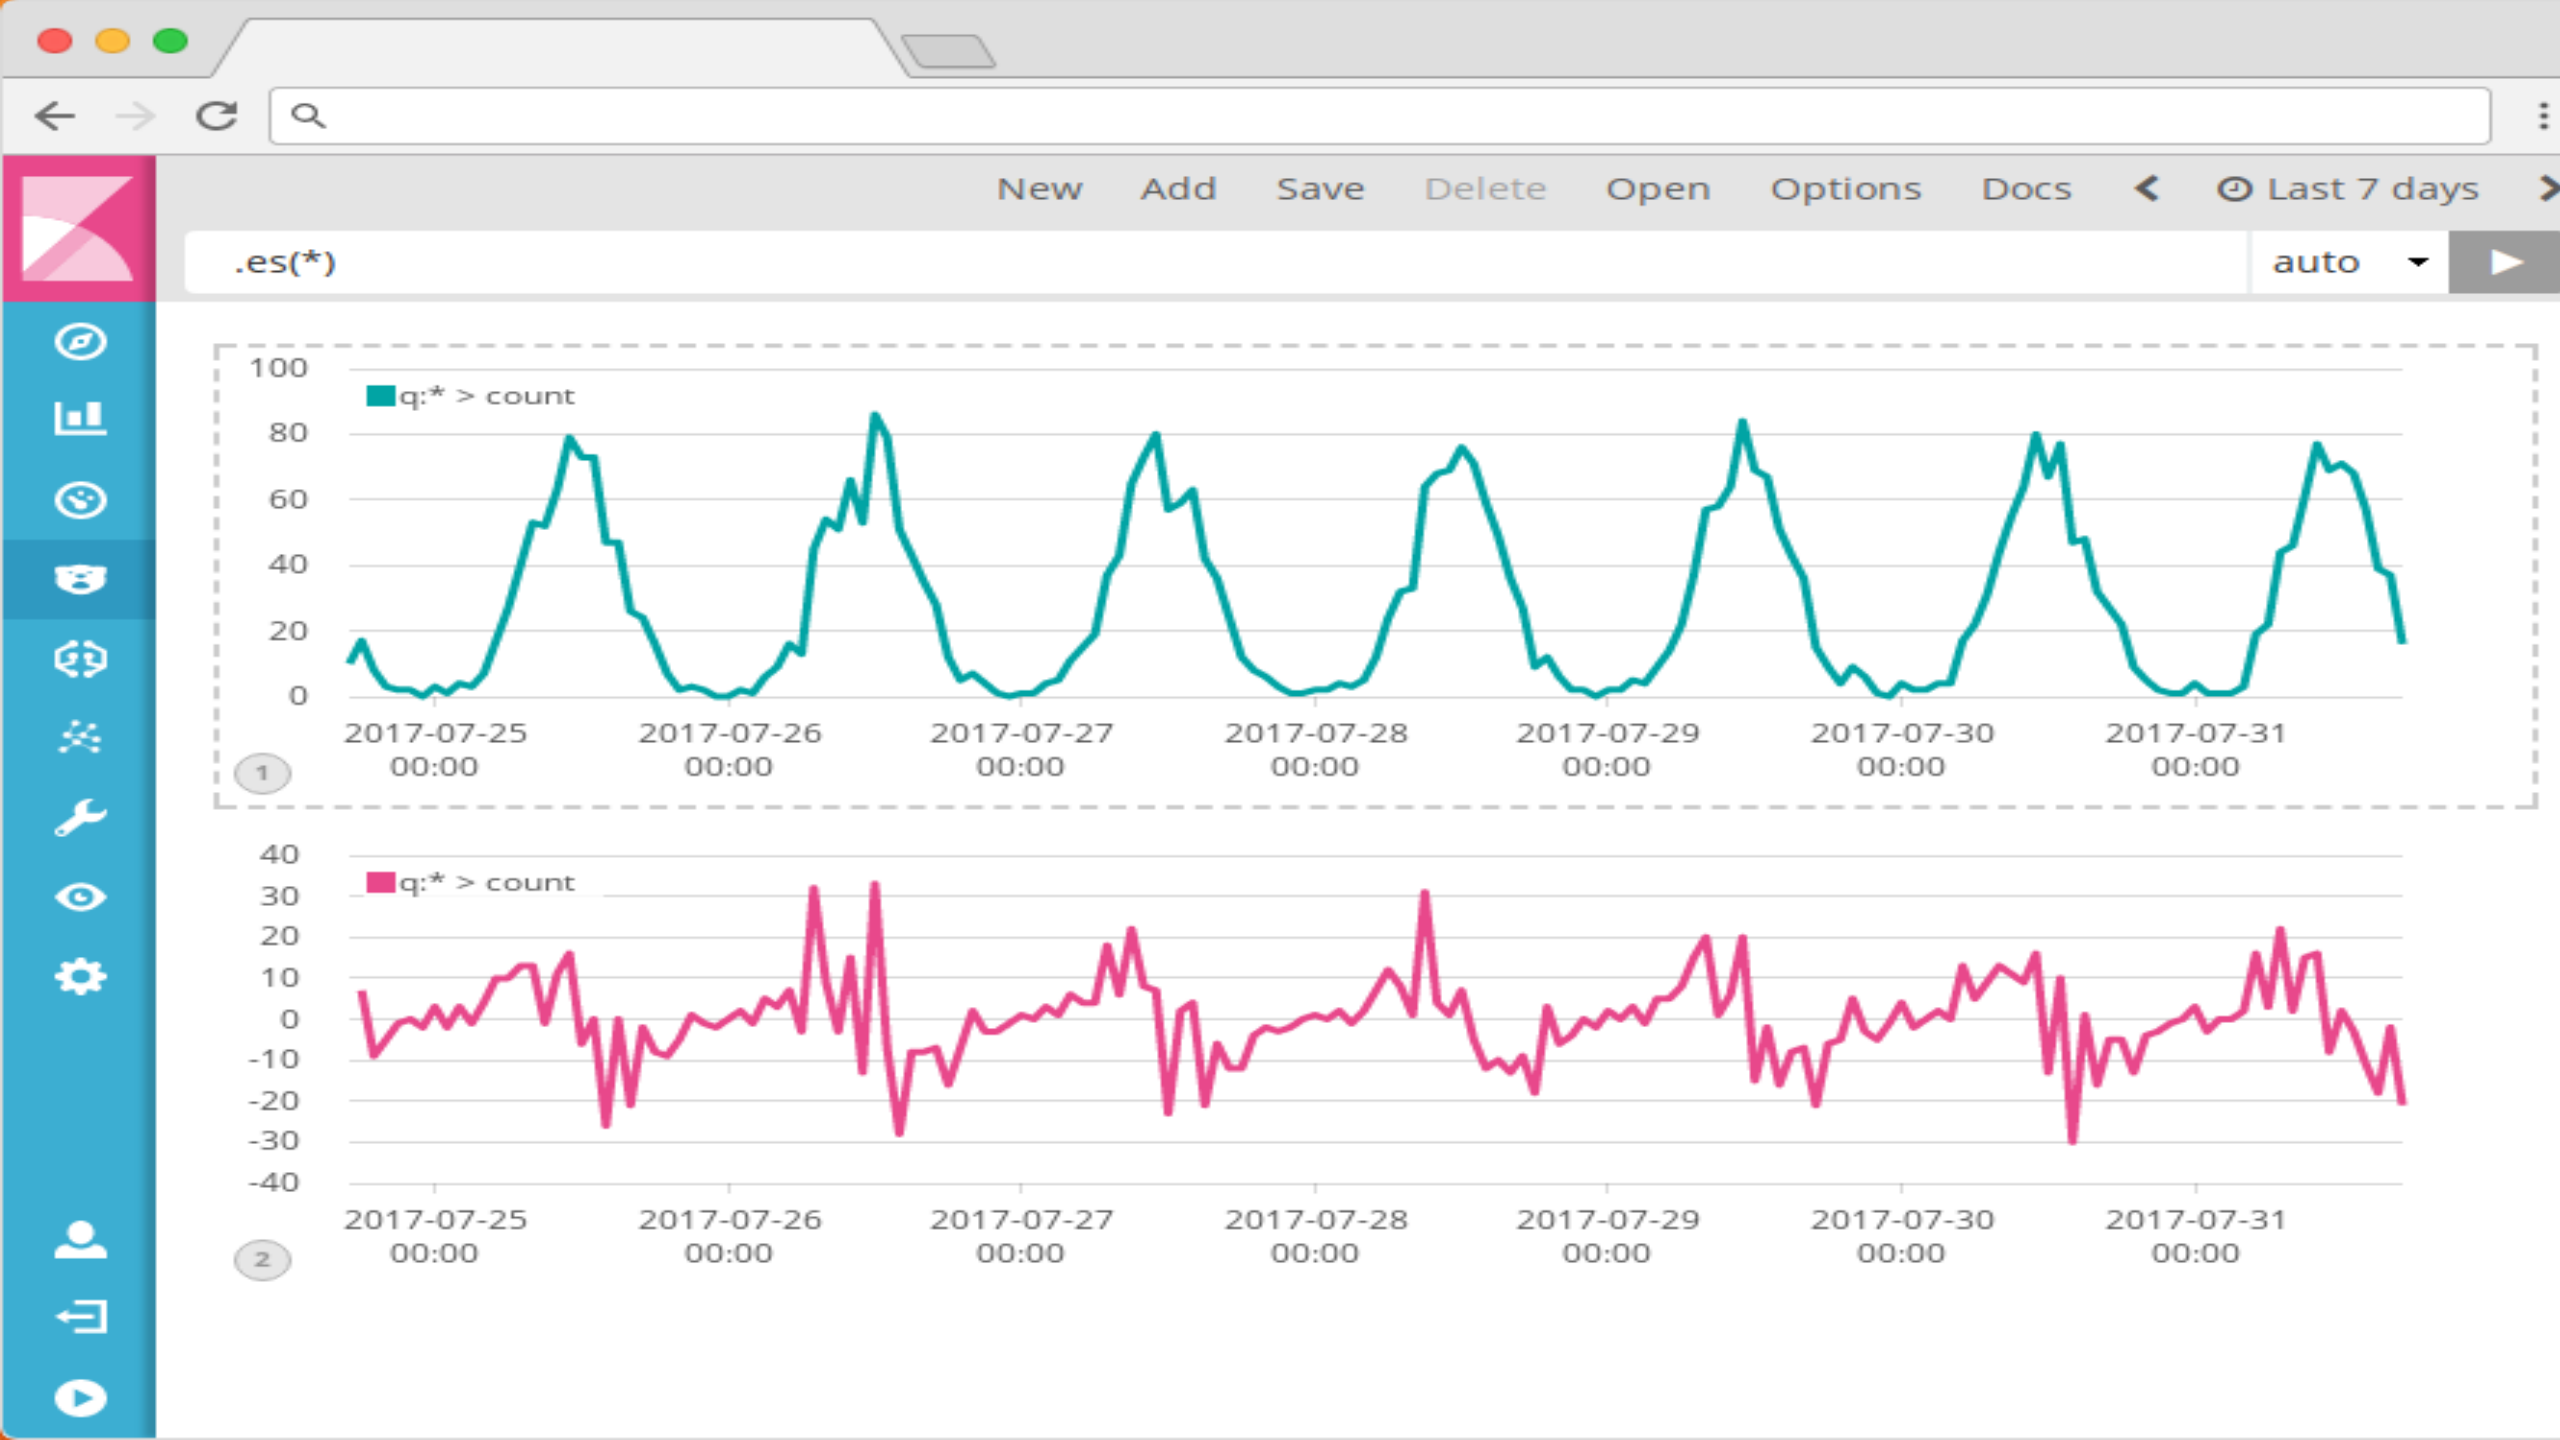 New Add Save Delete Open Options Docs Last 7 days
.es(*) auto
100
q:* > count
80
60
40
20
0
2017-07-25 2017-07-26 2017-07-27 2017-07-28 2017-07-29 2017-07-30 2017-07-31
00:00 00:00 00:00 00:00 00:00 00:00 00:00
1
40
q:* > count
30
20
10
0
-10
-20
-30
-40
2017-07-25 2017-07-26 2017-07-27 2017-07-28 2017-07-29 2017-07-30 2017-07-31
00:00 00:00 00:00 00:00 00:00 00:00 00:00
2